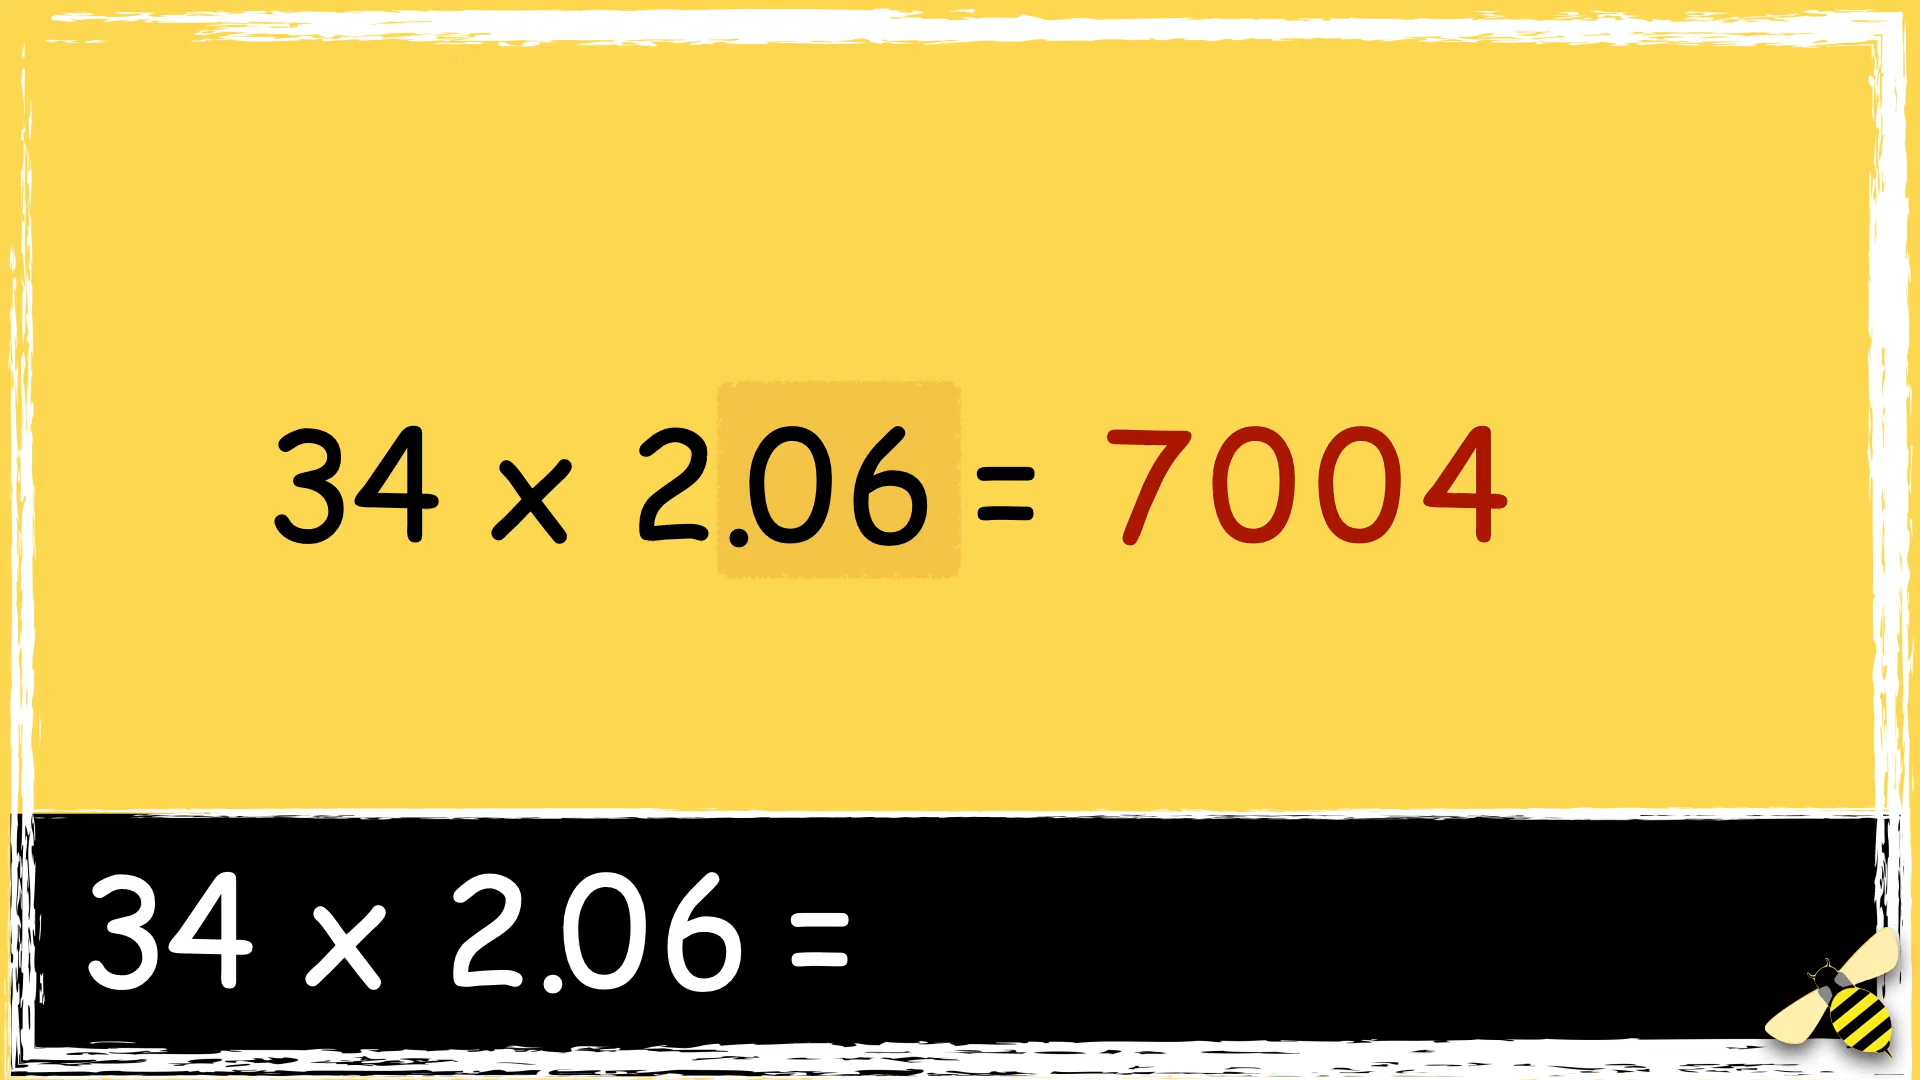 34 x 2.06 = 7004
34 x 2.06 =